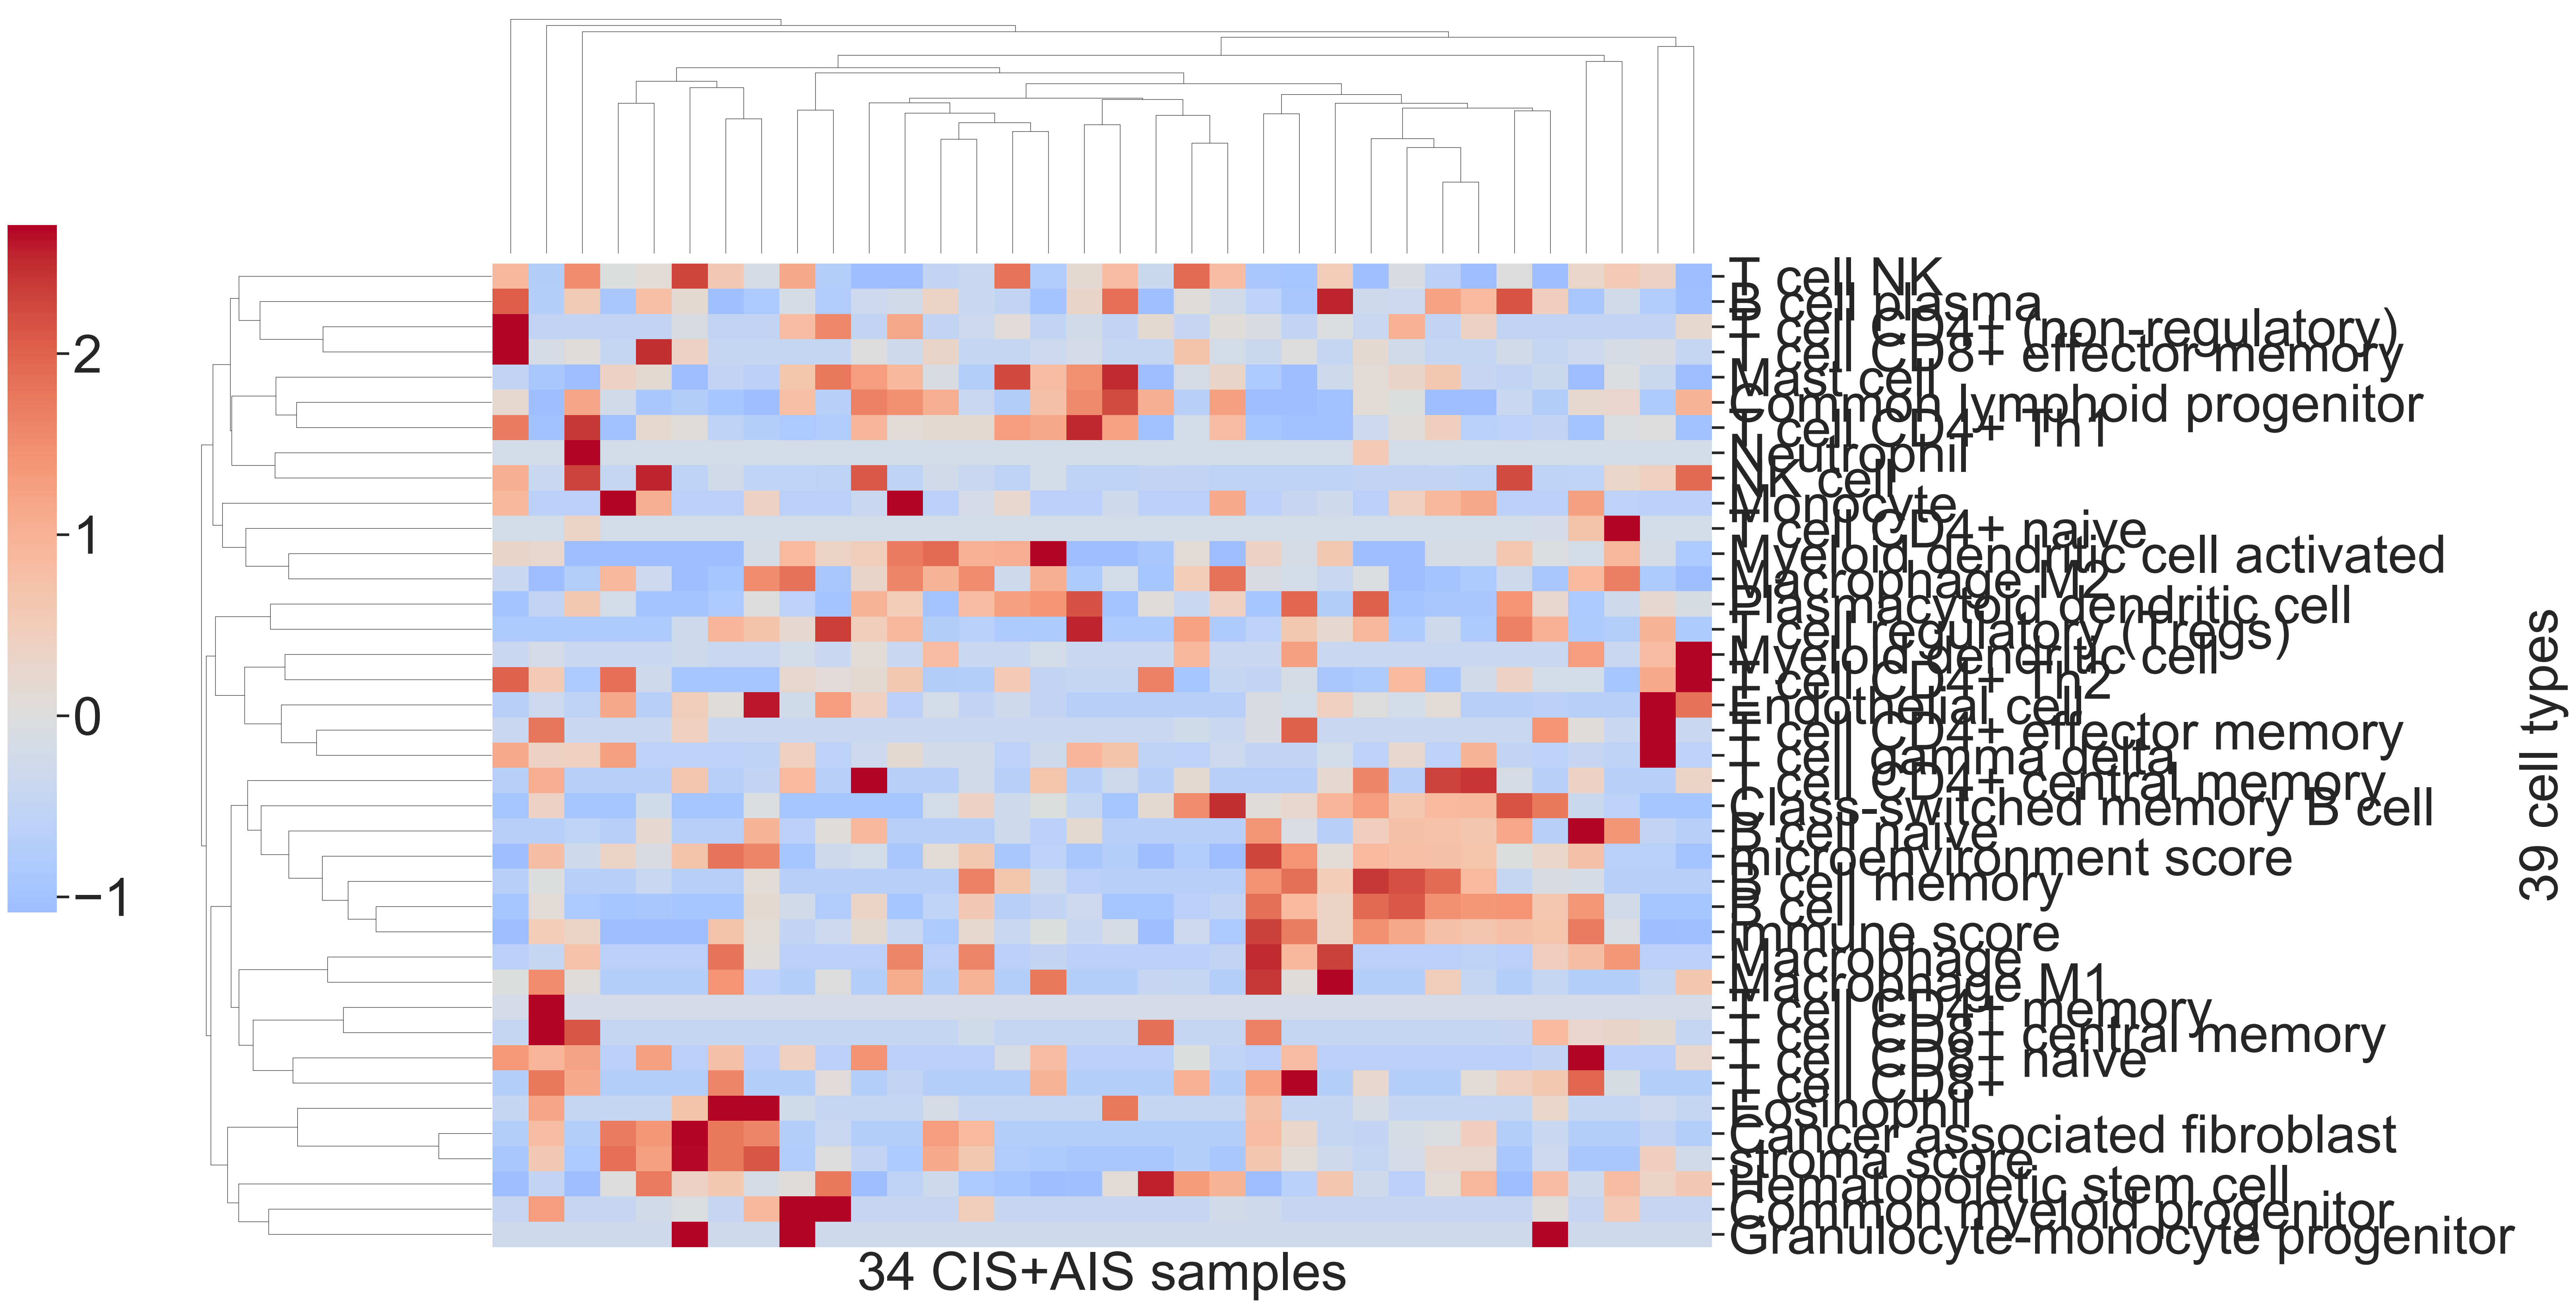 2
1
0
−1
T cell NK
B cell plasma
T cell CD4+ (non-regulatory)
T cell CD8+ effector memory
Mast cell
Common lymphoid progenitor
T cell CD4+ Th1
Neutrophil
NK cell
Monocyte
T cell CD4+ naive
Myeloid dendritic cell activated
Macrophage M2
Plasmacytoid dendritic cell
T cell regulatory (Tregs)
Myeloid dendritic cell
T cell CD4+ Th2
Endothelial cell
T cell CD4+ effector memory
T cell gamma delta
T cell CD4+ central memory
Class-switched memory B cell
B cell naive
microenvironment score
B cell memory
B cell
immune score
Macrophage
Macrophage M1
T cell CD4+ memory
T cell CD8+ central memory
T cell CD8+ naive
T cell CD8+
Eosinophil
Cancer associated fibroblast
stroma score
Hematopoietic stem cell
Common myeloid progenitor
Granulocyte-monocyte progenitor
39 cell types
34 CIS+AIS samples